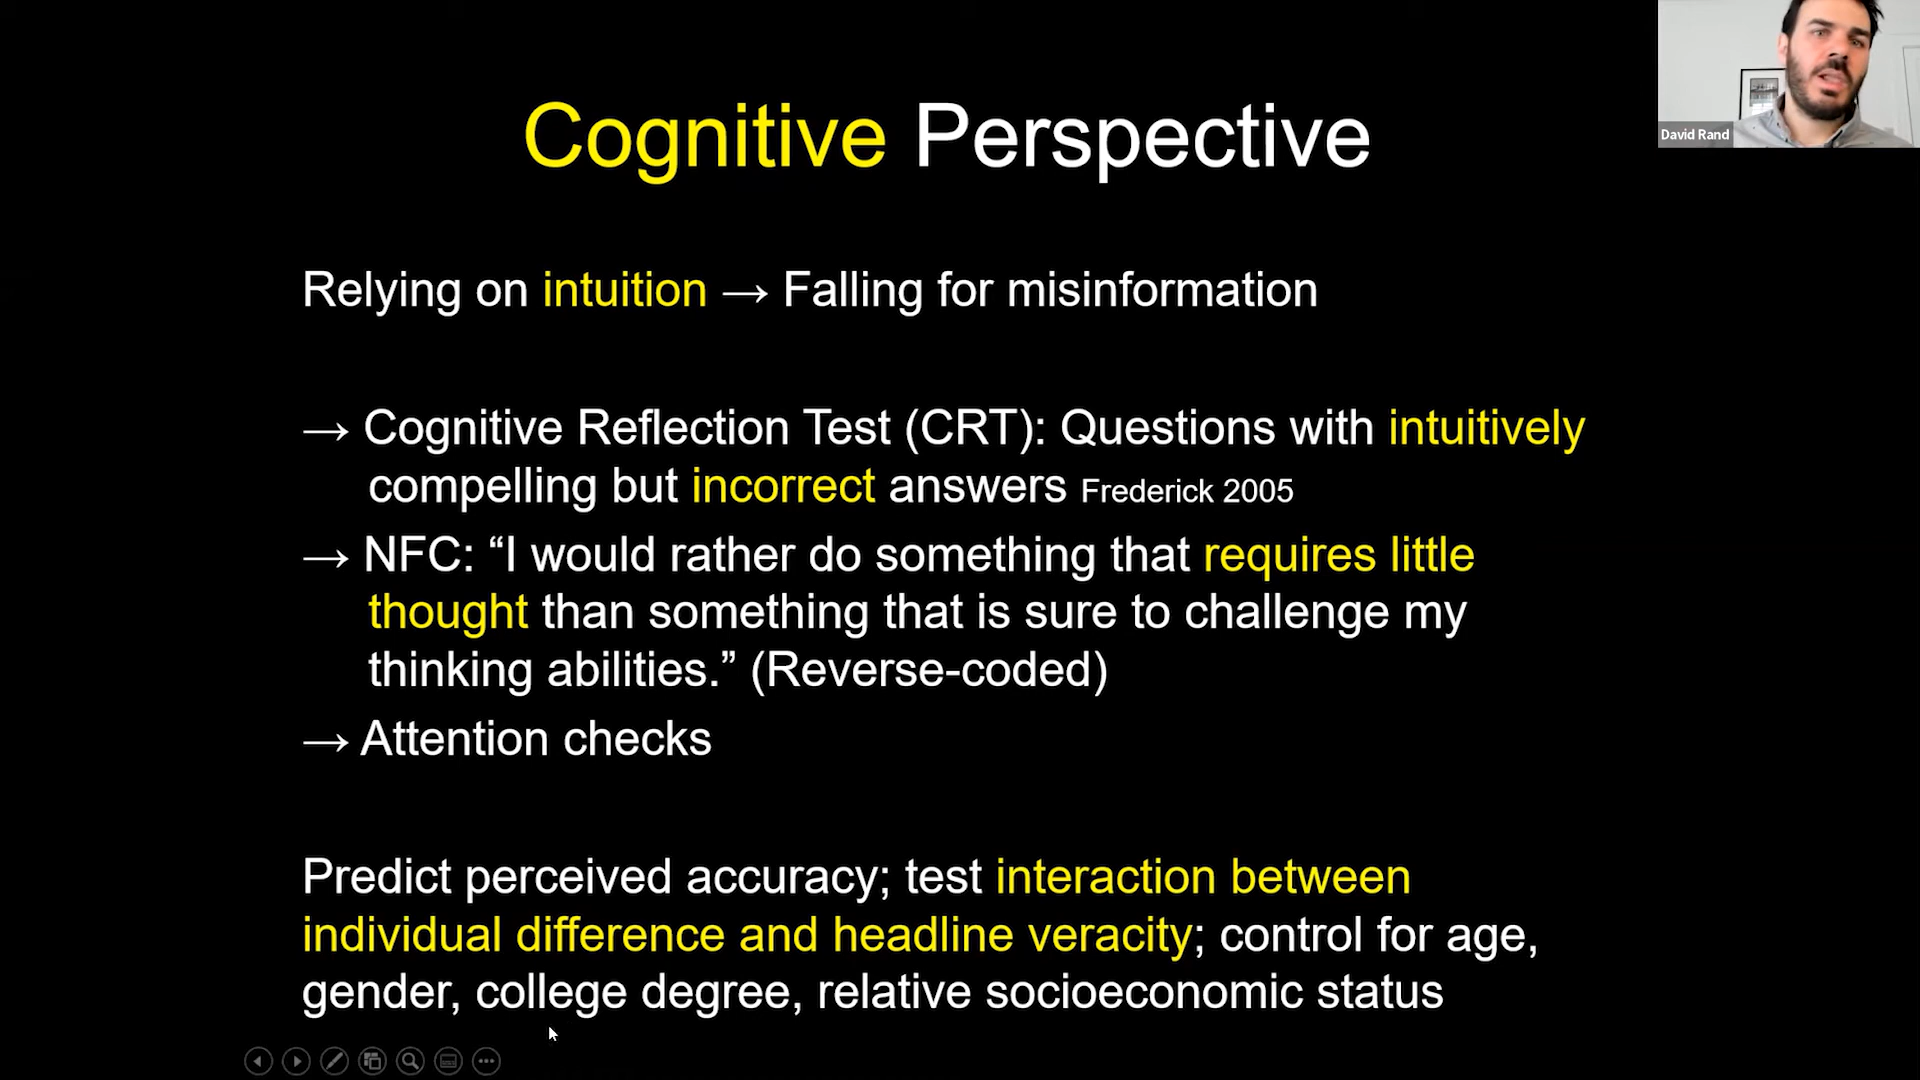 Cognitive Perspective
David Rand
Relying on intuition → Falling for misinformation
→ Cognitive Reflection Test (CRT): Questions with intuitively
compelling but incorrect answers Frederick 2005
→ NFC: “I would rather do something that requires little
thought than something that is sure to challenge my
thinking abilities.” (Reverse-coded)
→ Attention checks
Predict perceived accuracy; test interaction between
individual difference and headline veracity; control for age,
gender, college degree, relative socioeconomic status